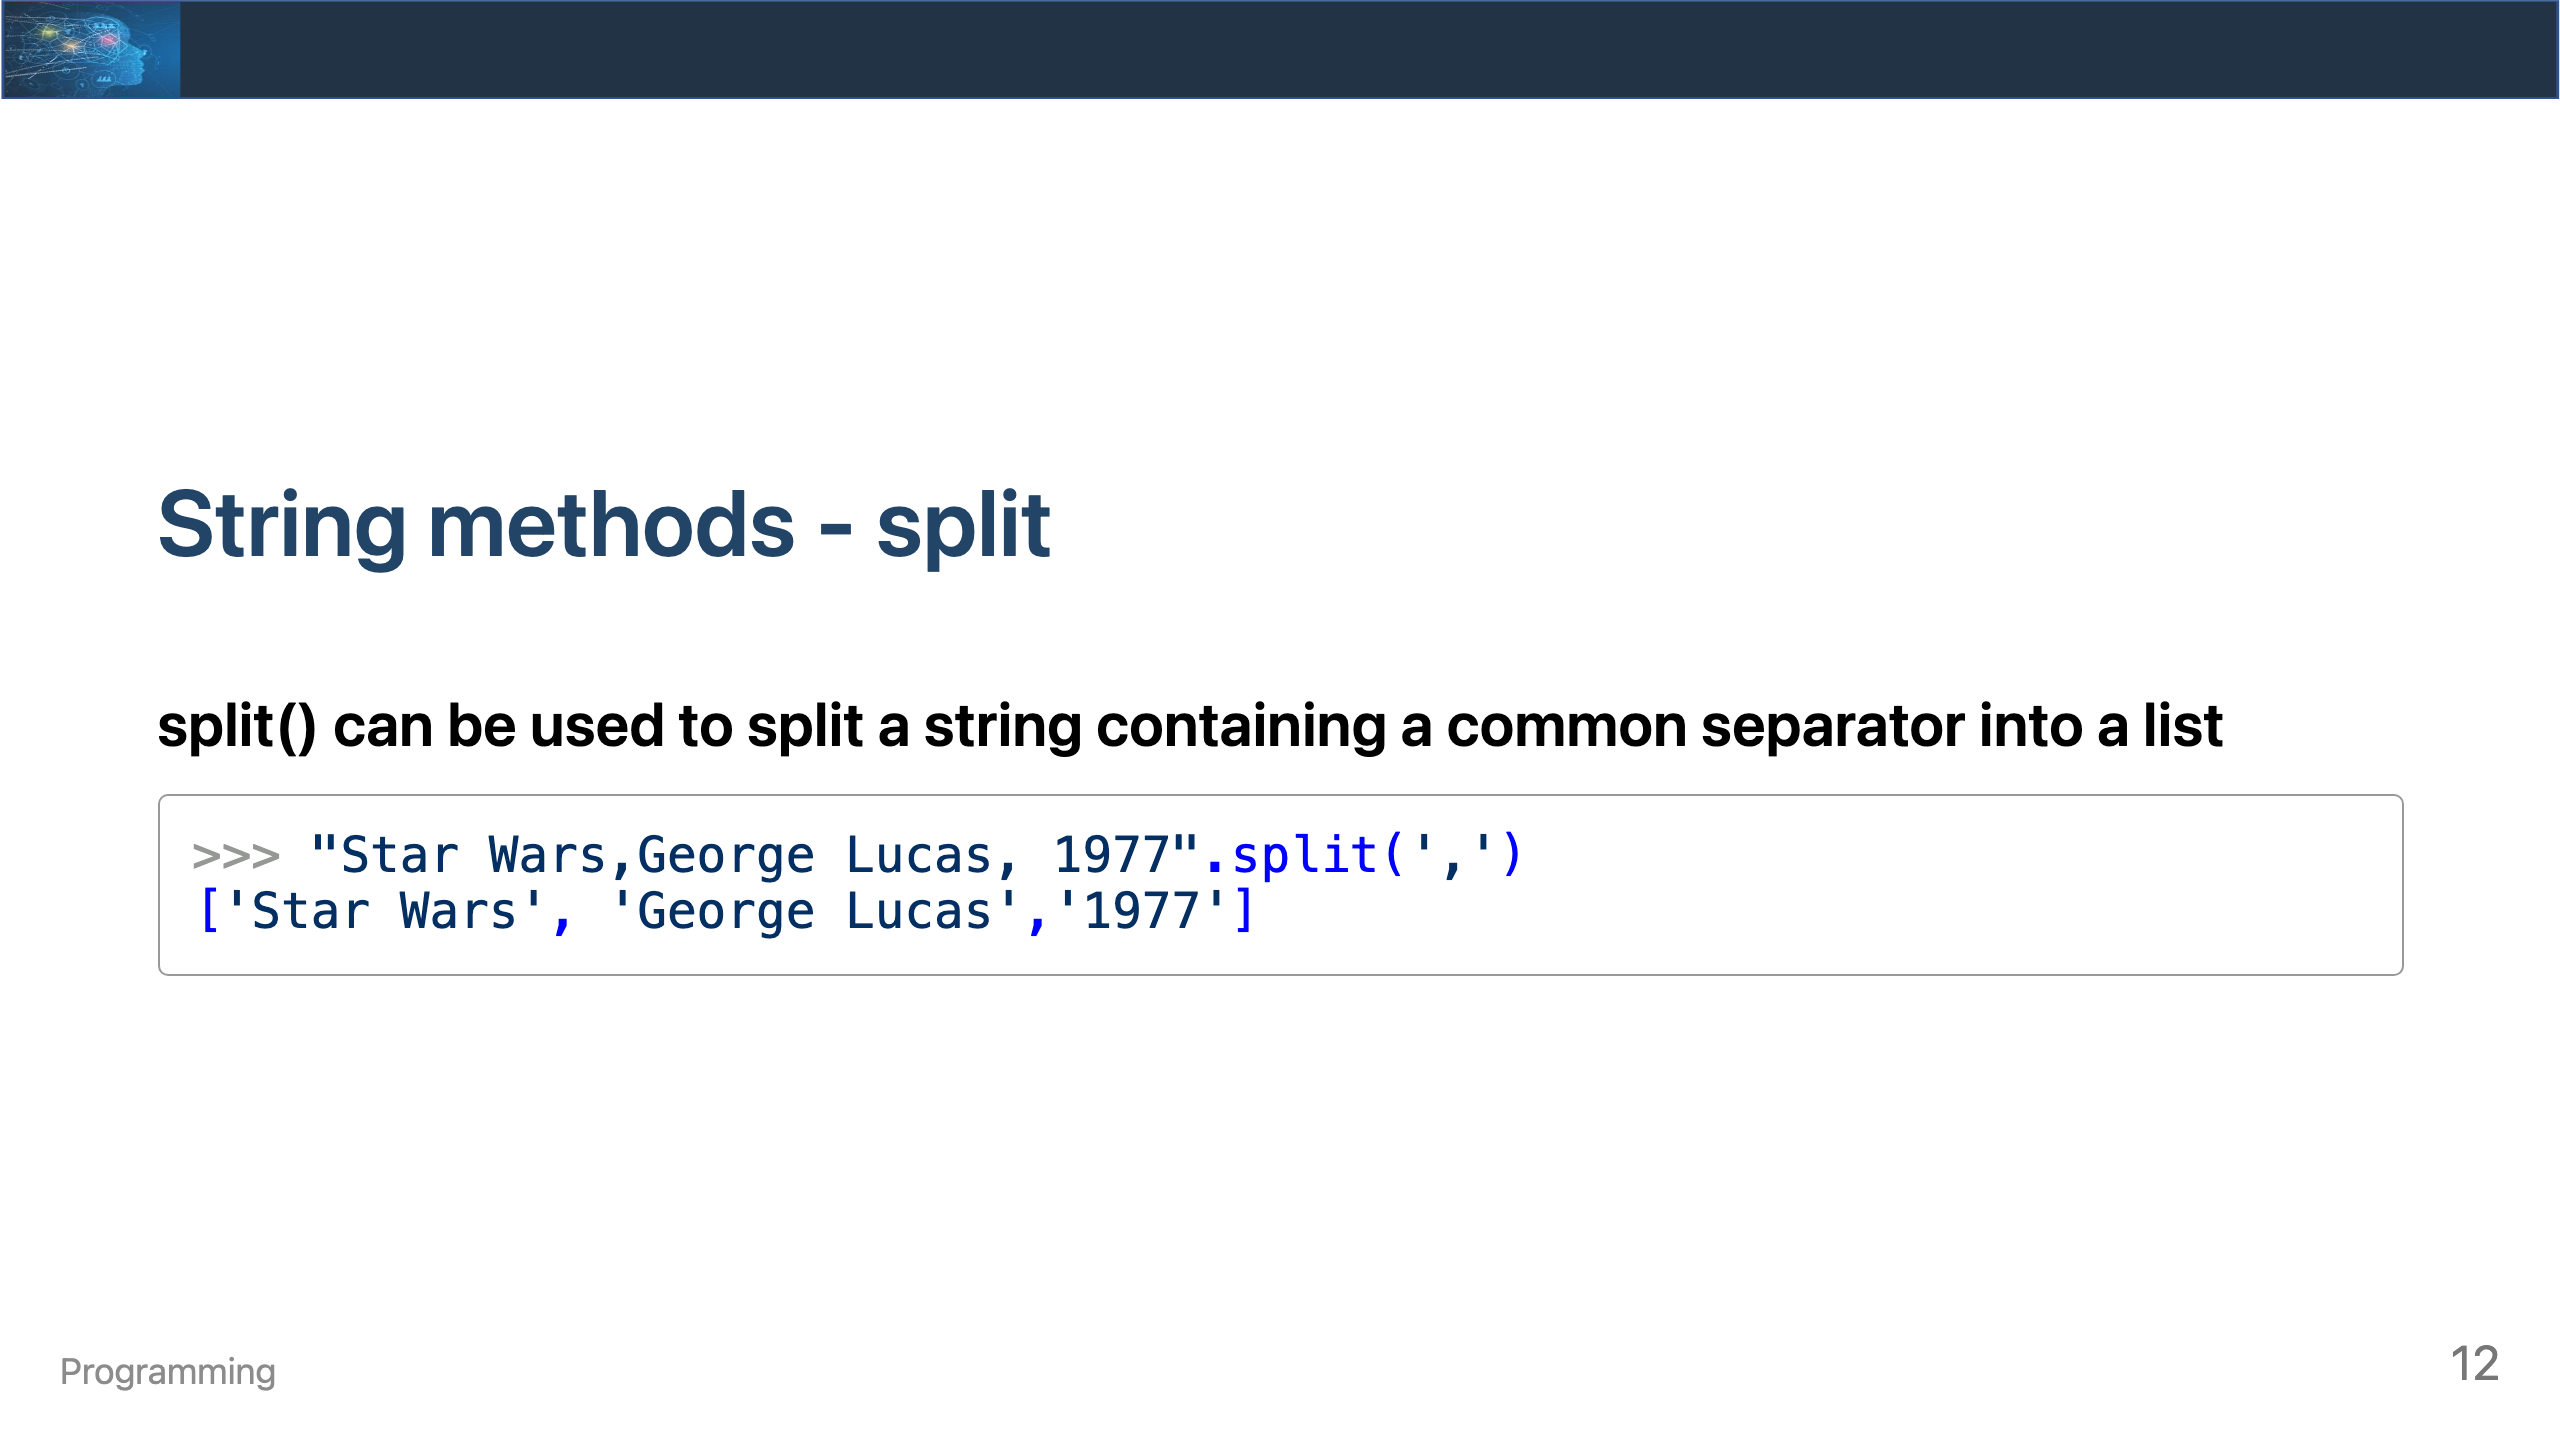 String methods - split
split() can be used to split a string containing a common separator into a list
>>> "Star Wars,George Lucas, 1977".split(',')
['Star Wars', 'George Lucas','1977']
Programming
12